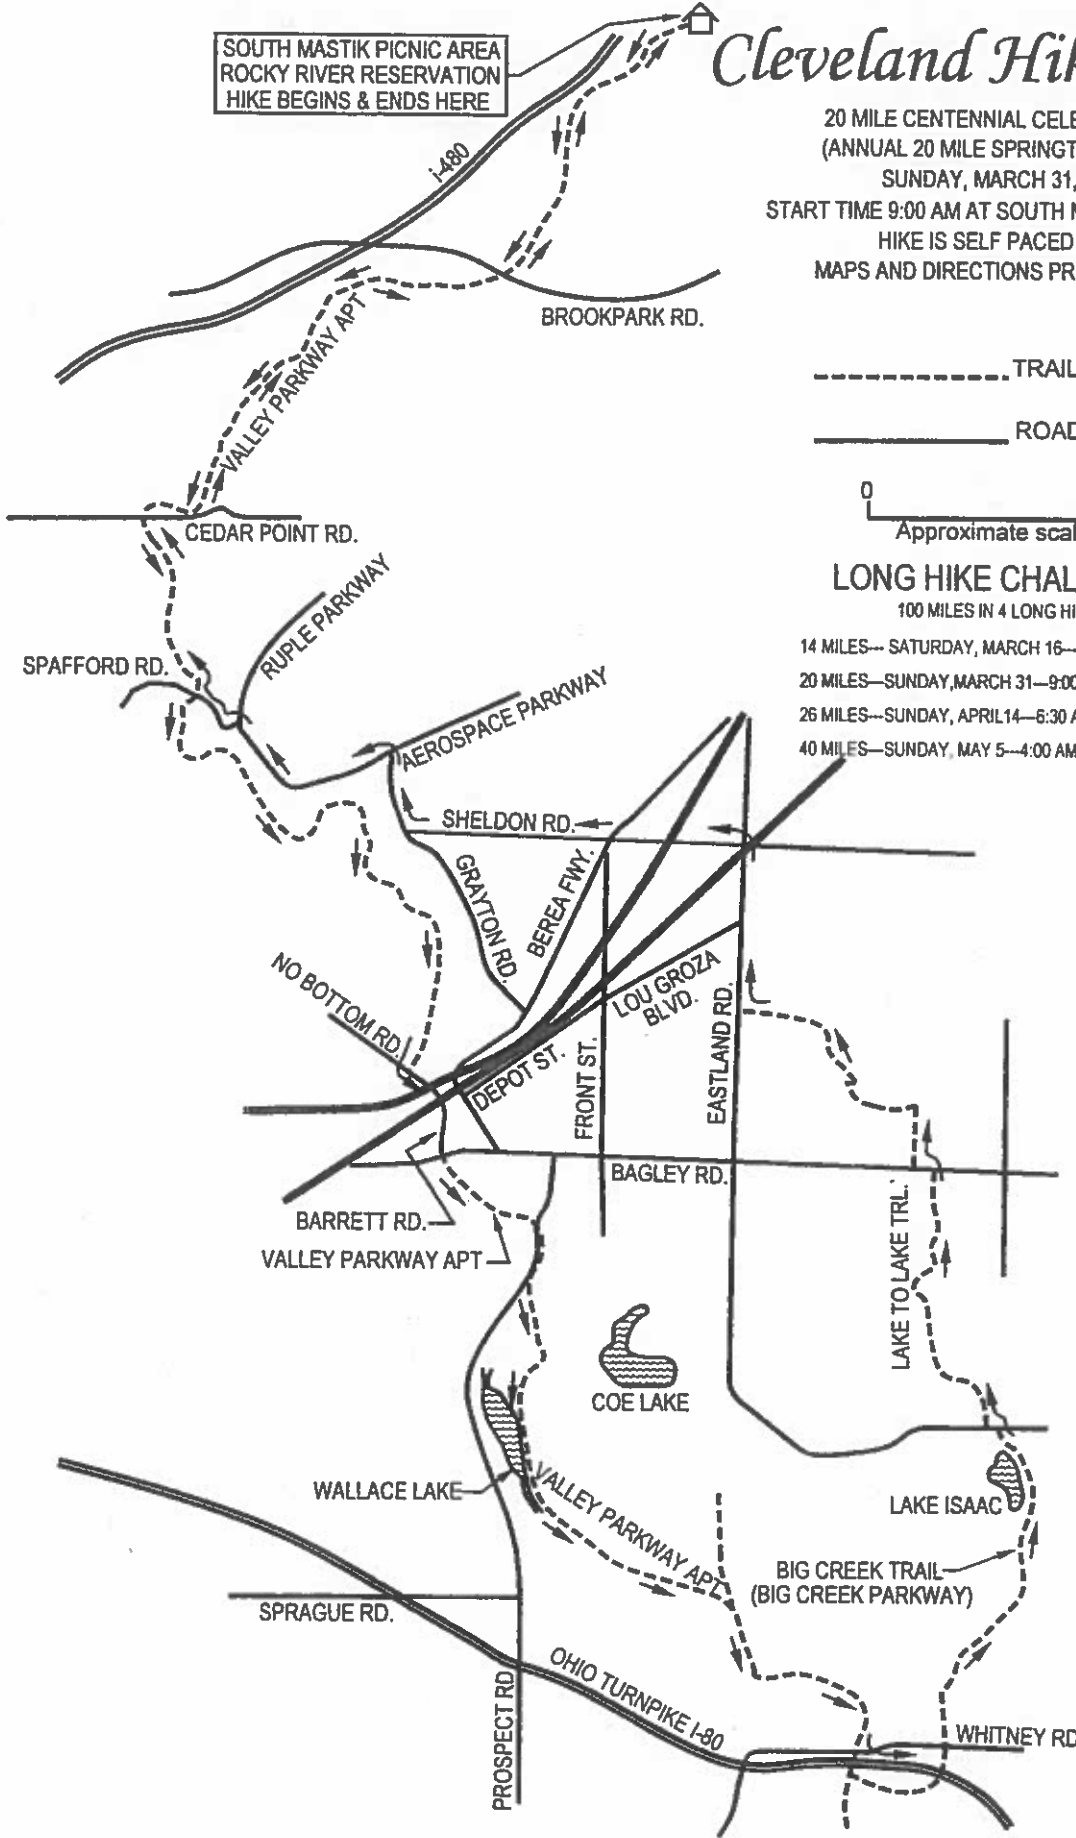 SOUTH MASTIK PICNIC AREA
ROCKY RIVER RESERVATION
HIKE BEGINS & ENDS HERE
Cleveland Hik
20 MILE CENTENNIAL CELE
(ANNUAL 20 MILE SPRINGT
SUNDAY, MARCH 31,
START TIME 9:00 AM AT SOUTH M
HIKE IS SELF PACED
MAPS AND DIRECTIONS PR
i-480
BROOKPARK RD.
VALLEY PARKWAY APT
TRAIL
ROAD
0
Approximate scal
CEDAR POINT RD.
LONG HIKE CHAL
100 MILES IN 4 LONG HI
14 MILES--- SATURDAY, MARCH 16---
20 MILES—SUNDAY,MARCH 31—9:00
26 MILES---SUNDAY, APRIL14—6:30 A
40 MILES—SUNDAY, MAY 5---4:00 AM
RUPLE PARKWAY
SPAFFORD RD.
AEROSPACE PARKWAY
SHELDON RD.
GRAYTON RD.
BEREA FWY.
NO BOTTOM RD.
LOU GROZA
BLVD.
DEPOT ST.
FRONT ST.
EASTLAND RD.
BAGLEY RD.
BARRETT RD.
VALLEY PARKWAY APT
LAKE TO LAKE TRL.
COE LAKE
WALLACE LAKE
VALLEY PARKWAY APT.
LAKE ISAAC
BIG CREEK TRAIL
(BIG CREEK PARKWAY)
SPRAGUE RD.
OHIO TURNPIKE I-80
PROSPECT RD
WHITNEY RD